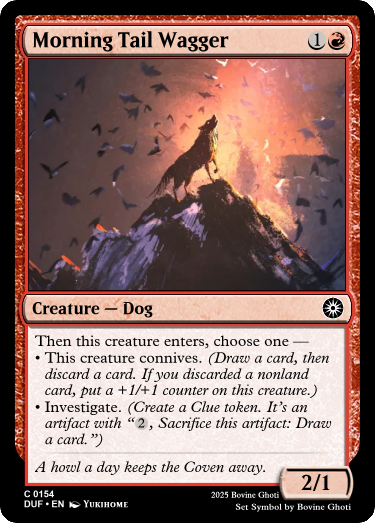 Morning Tail Wagger 1
Creature — Dog
Then this creature enters, choose one —
• This creature connives. (Draw a card, then
discard a card. If you discarded a nonland
card, put a +1/+1 counter on this creature.)
• Investigate. (Create a Clue token. It's an
artifact with “2, Sacrifice this artifact: Draw
a card.”)
A howl a day keeps the Coven away.
2/1
C 0154
DUF • EN YUKIHOME
2025 Bovine Ghoti
Set Symbol by Bovine Ghoti